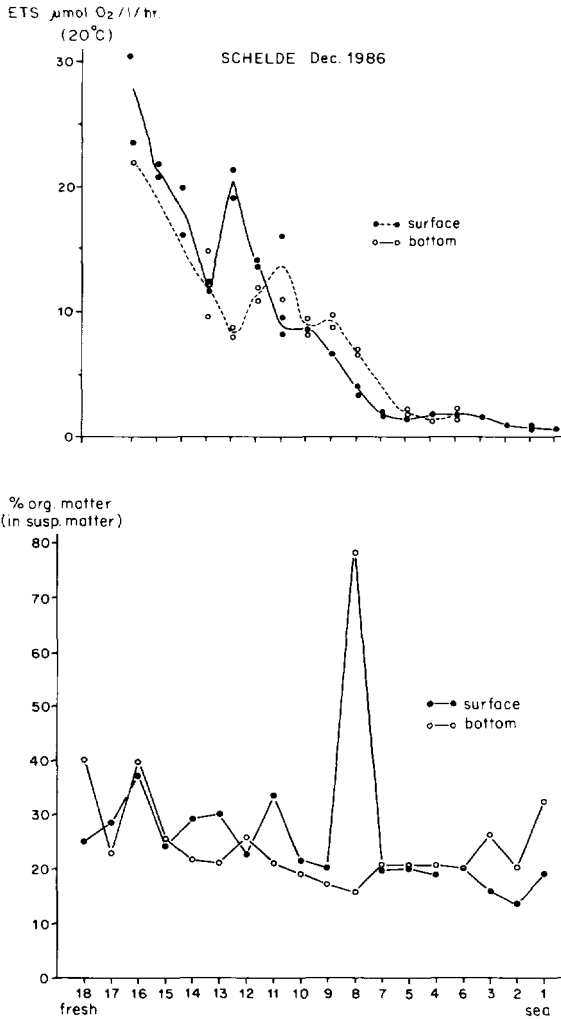 ETS µmol O₂/l/hr.
(20°C)
SCHELDE Dec. 1986
30
20
10
0
surface
bottom
% org. matter
(in susp. matter)
80
70
60
50
40
30
20
10
0
surface
bottom
18 17 16 15 14 13 12 11 10 9 8 7 5 4 6 3 2 1
fresh sea